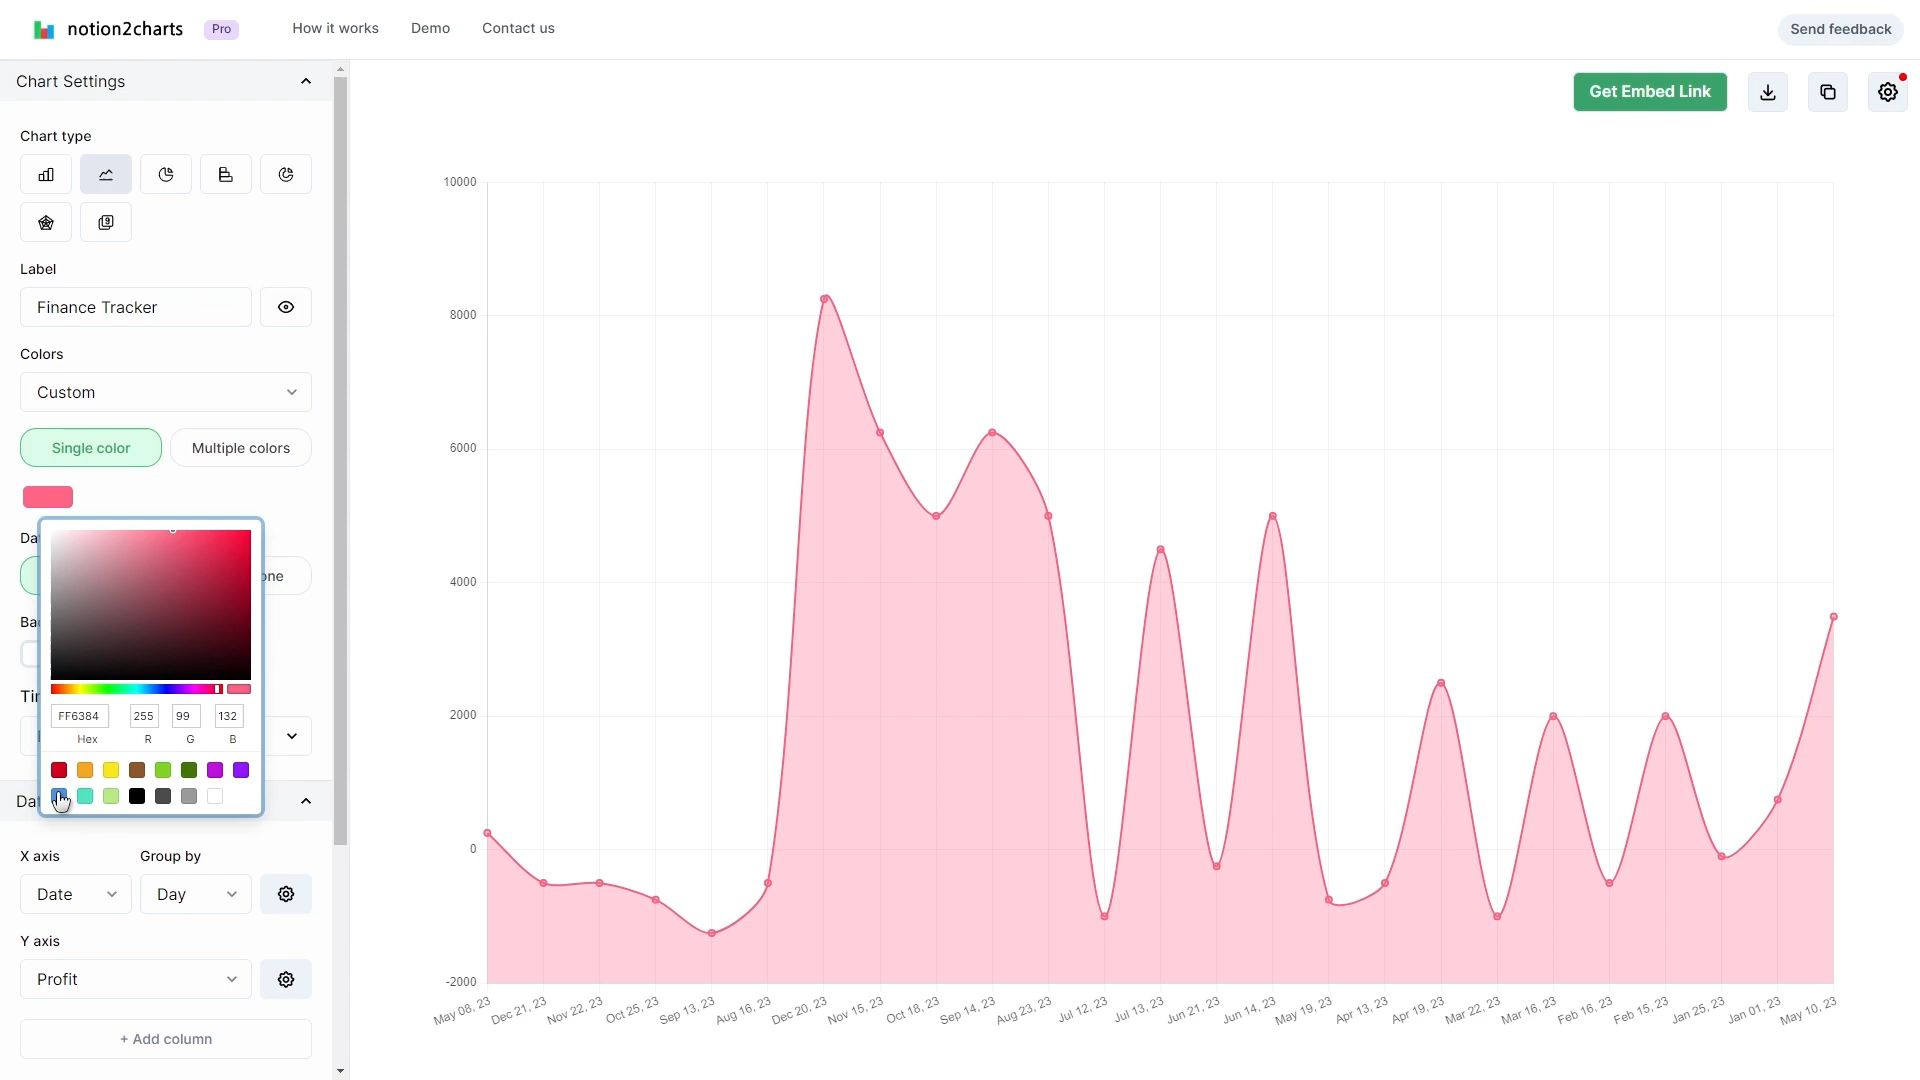 notion2charts
Pro
How it works
Demo
Contact us
Send feedback
Chart Settings
Get Embed Link
Chart type
Label
Finance Tracker
Colors
Custom
Single color
Multiple colors
FF6384
255
99
132
Hex
R
G
B
X axis
Group by
Date
Day
Y axis
Profit
+ Add column
10000
8000
6000
4000
2000
0
-2000
May 08, 23
Dec 21, 23
Nov 22, 23
Oct 25, 23
Sep 13, 23
Aug 16, 23
Dec 20, 23
Nov 15, 23
Oct 18, 23
Sep 14, 23
Aug 23, 23
Jul 12, 23
Jul 13, 23
Jun 21, 23
Jun 14, 23
May 19, 23
Apr 13, 23
Apr 19, 23
Mar 22, 23
Mar 16, 23
Feb 16, 23
Feb 15, 23
Jan 25, 23
Jan 01, 23
May 10, 23